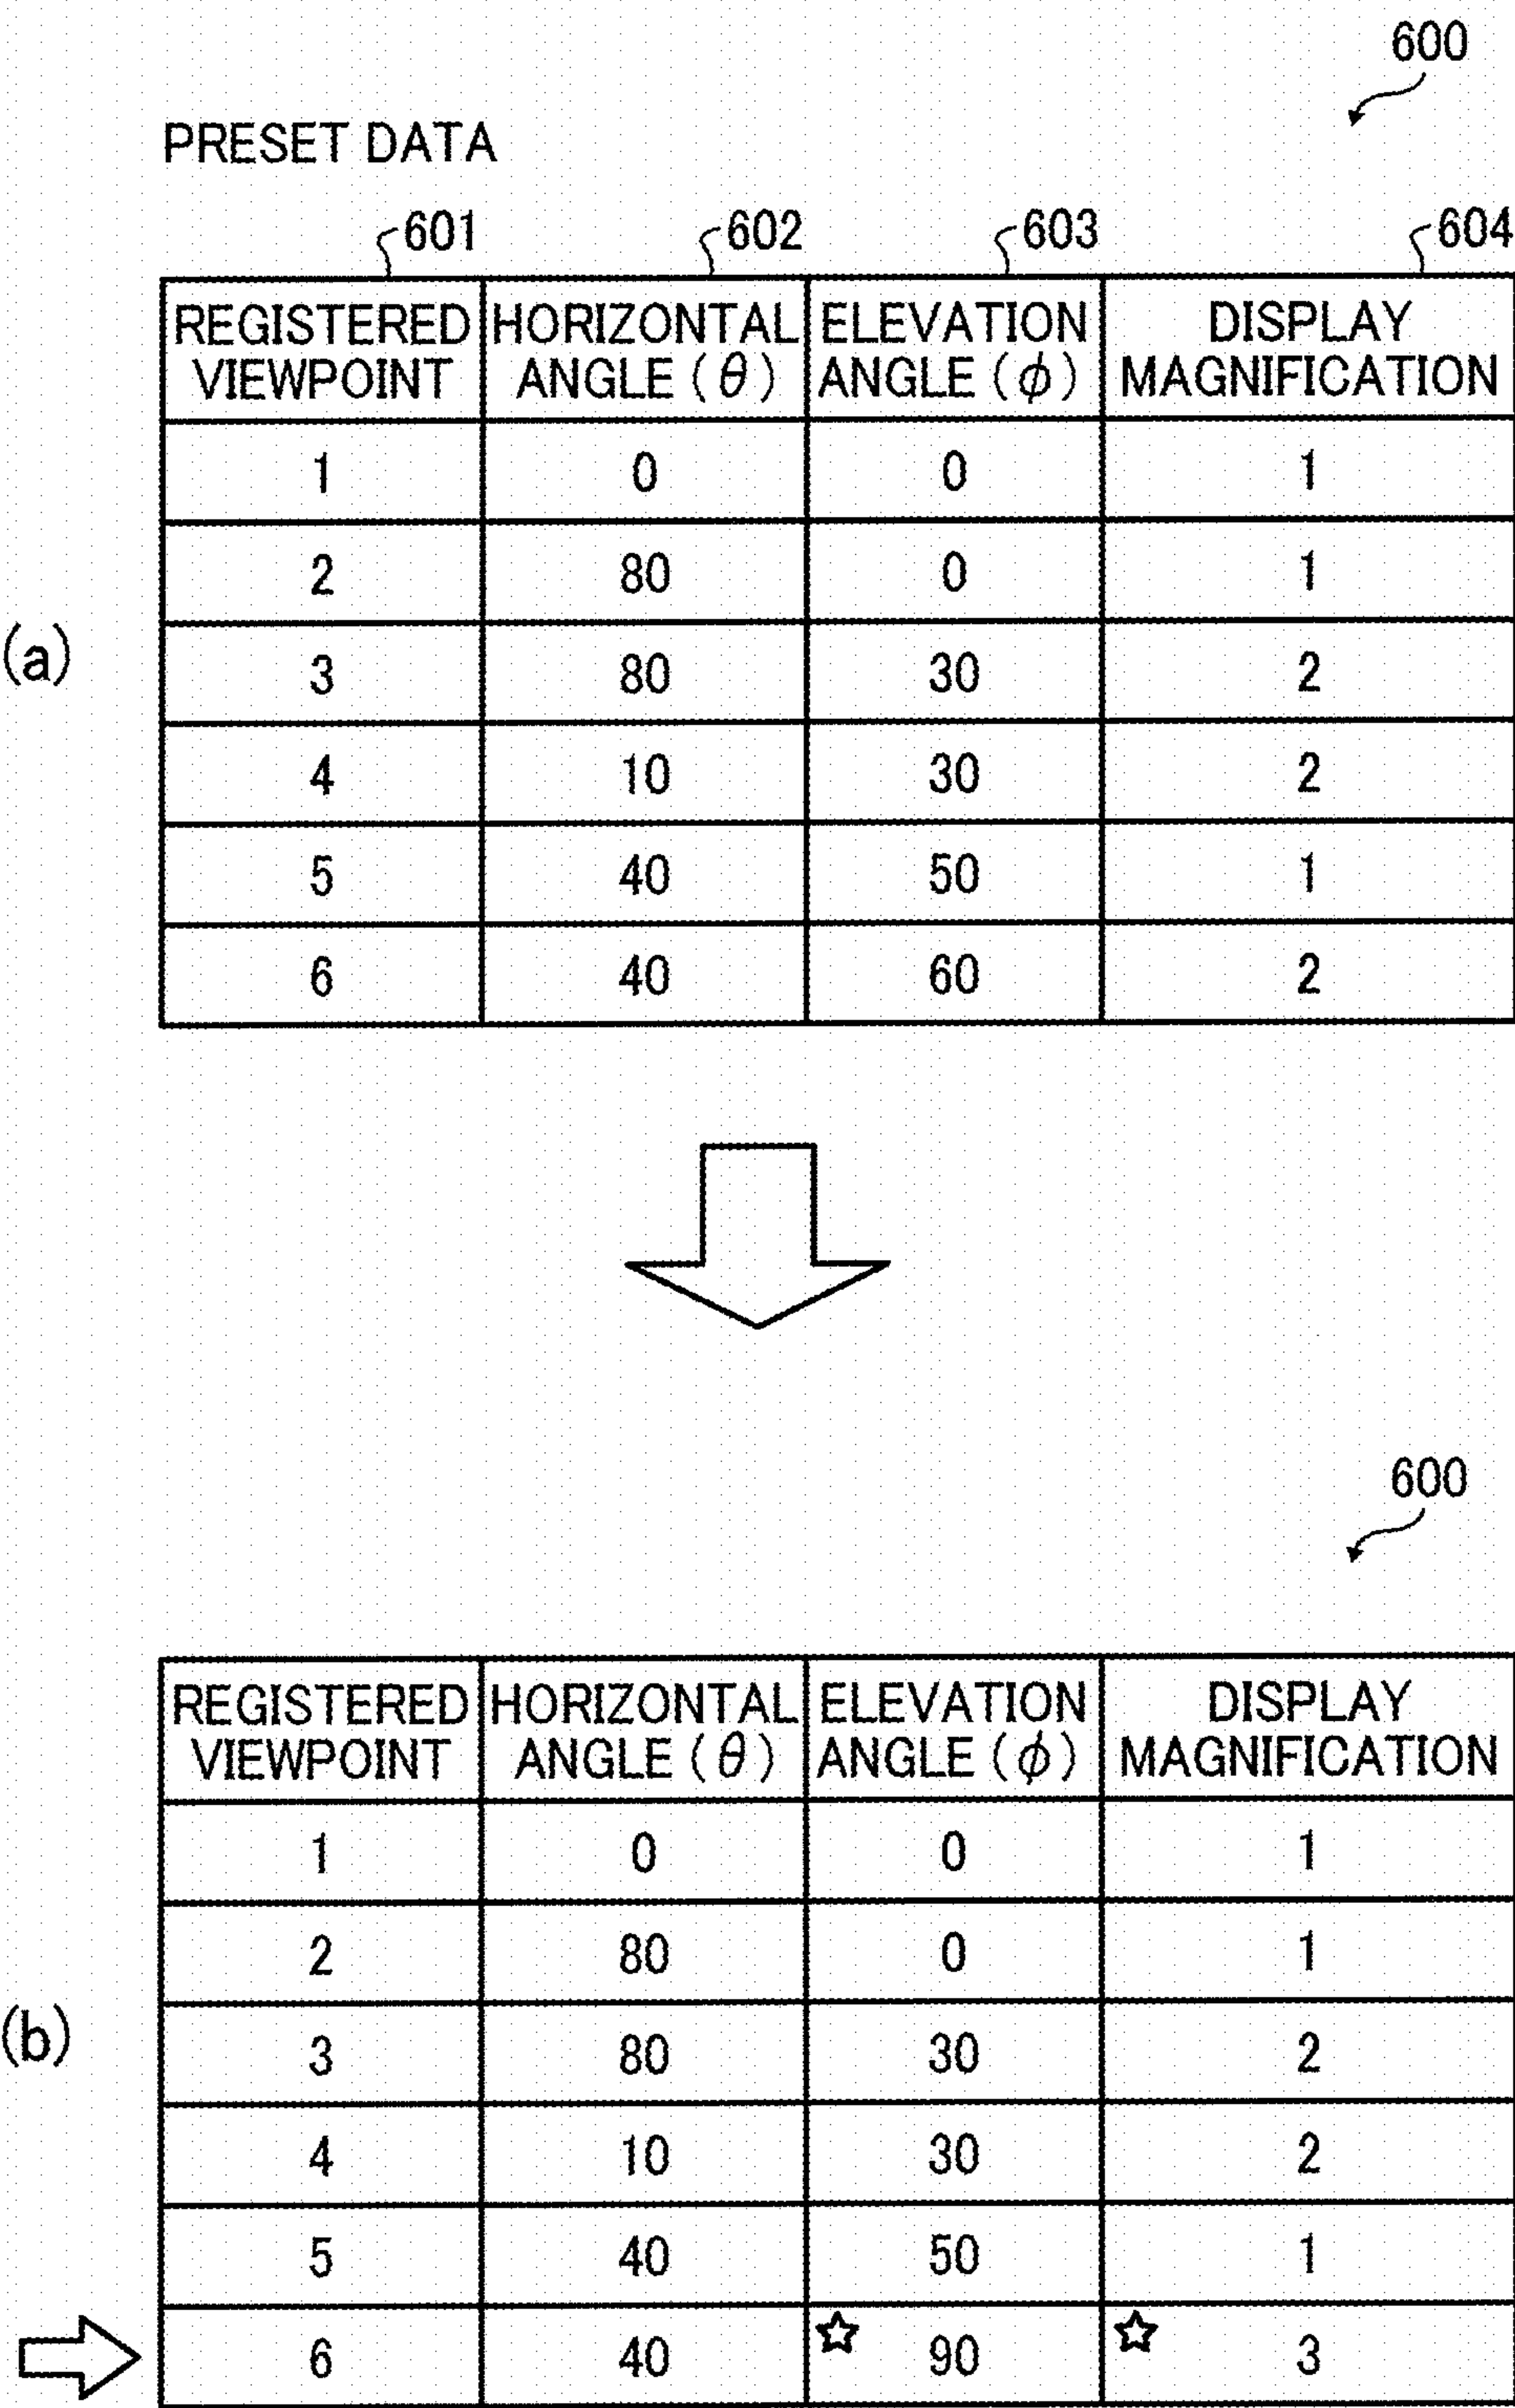 600
PRESET DATA
601 602 603 604
REGISTERED VIEWPOINT HORIZONTAL ANGLE (θ) ELEVATION ANGLE (ϕ) DISPLAY MAGNIFICATION
1 0 0 1
2 80 0 1
(a)
3 80 30 2
4 10 30 2
5 40 50 1
6 40 60 2
600
REGISTERED VIEWPOINT HORIZONTAL ANGLE (θ) ELEVATION ANGLE (ϕ) DISPLAY MAGNIFICATION
1 0 0 1
2 80 0 1
(b)
3 80 30 2
4 10 30 2
5 40 50 1
6 40 ☆ 90 ☆ 3